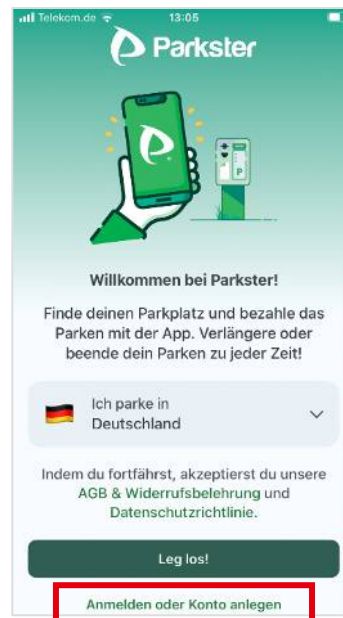 Telekom.de 13:05
Parkster
P
Willkommen bei Parkster!
Finde deinen Parkplatz und bezahle das
Parken mit der App. Verlängere oder
beende dein Parken zu jeder Zeit!
Ich parke in
Deutschland
Indem du fortfährst, akzeptierst du unsere
AGB & Widerrufsbelehrung und
Datenschutzrichtlinie.
Leg los!
Anmelden oder Konto anlegen